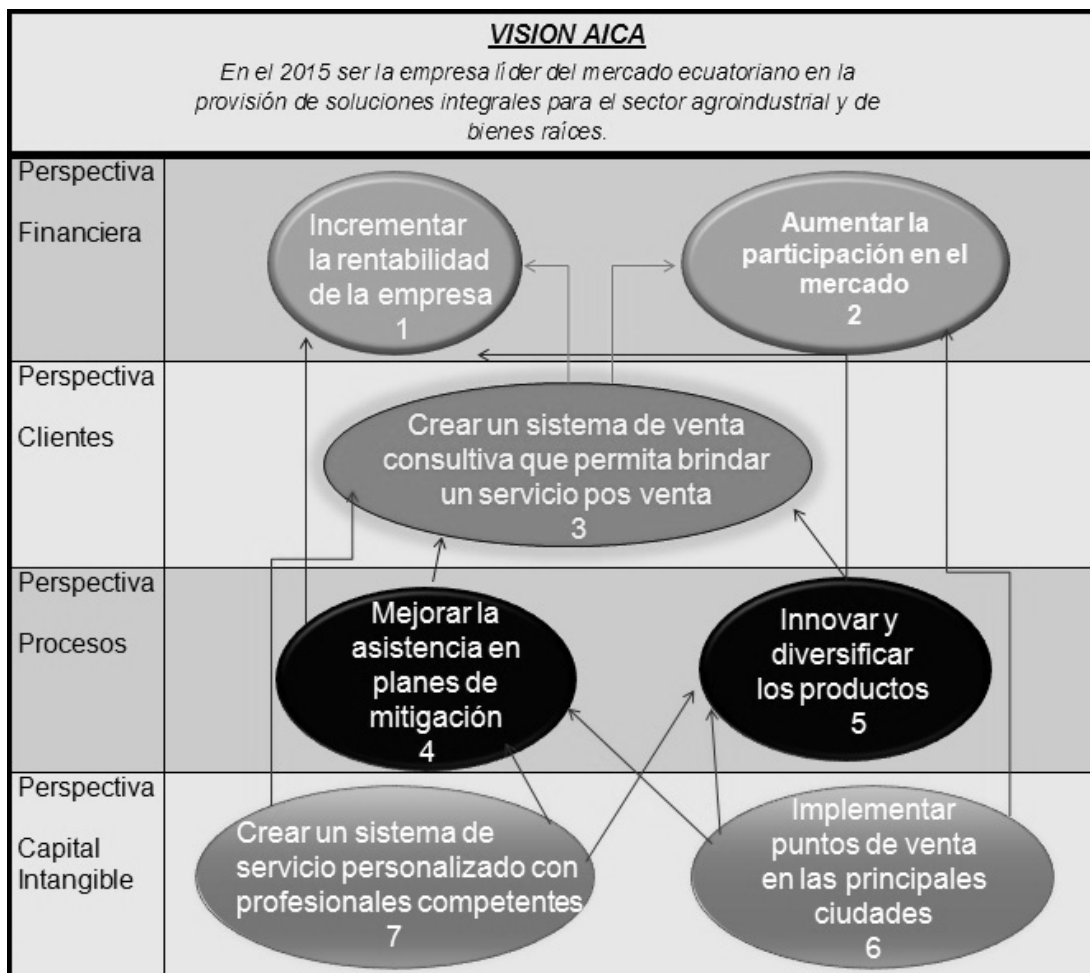 VISION AICA
En el 2015 ser la empresa líder del mercado ecuatoriano en la
provisión de soluciones integrales para el sector agroindustrial y de
bienes raíces.
Perspectiva
Financiera
Incrementar
la rentabilidad
de la empresa
1
Aumentar la
participación en el
mercado
2
Perspectiva
Clientes
Crear un sistema de venta
consultiva que permita brindar
un servicio pos venta
3
Perspectiva
Procesos
Mejorar la
asistencia en
planes de
mitigación
4
Innovar y
diversificar
los productos
5
Perspectiva
Capital
Intangible
Crear un sistema de
servicio personalizado con
profesionales competentes
7
Implementar
puntos de venta
en las principales
ciudades
6